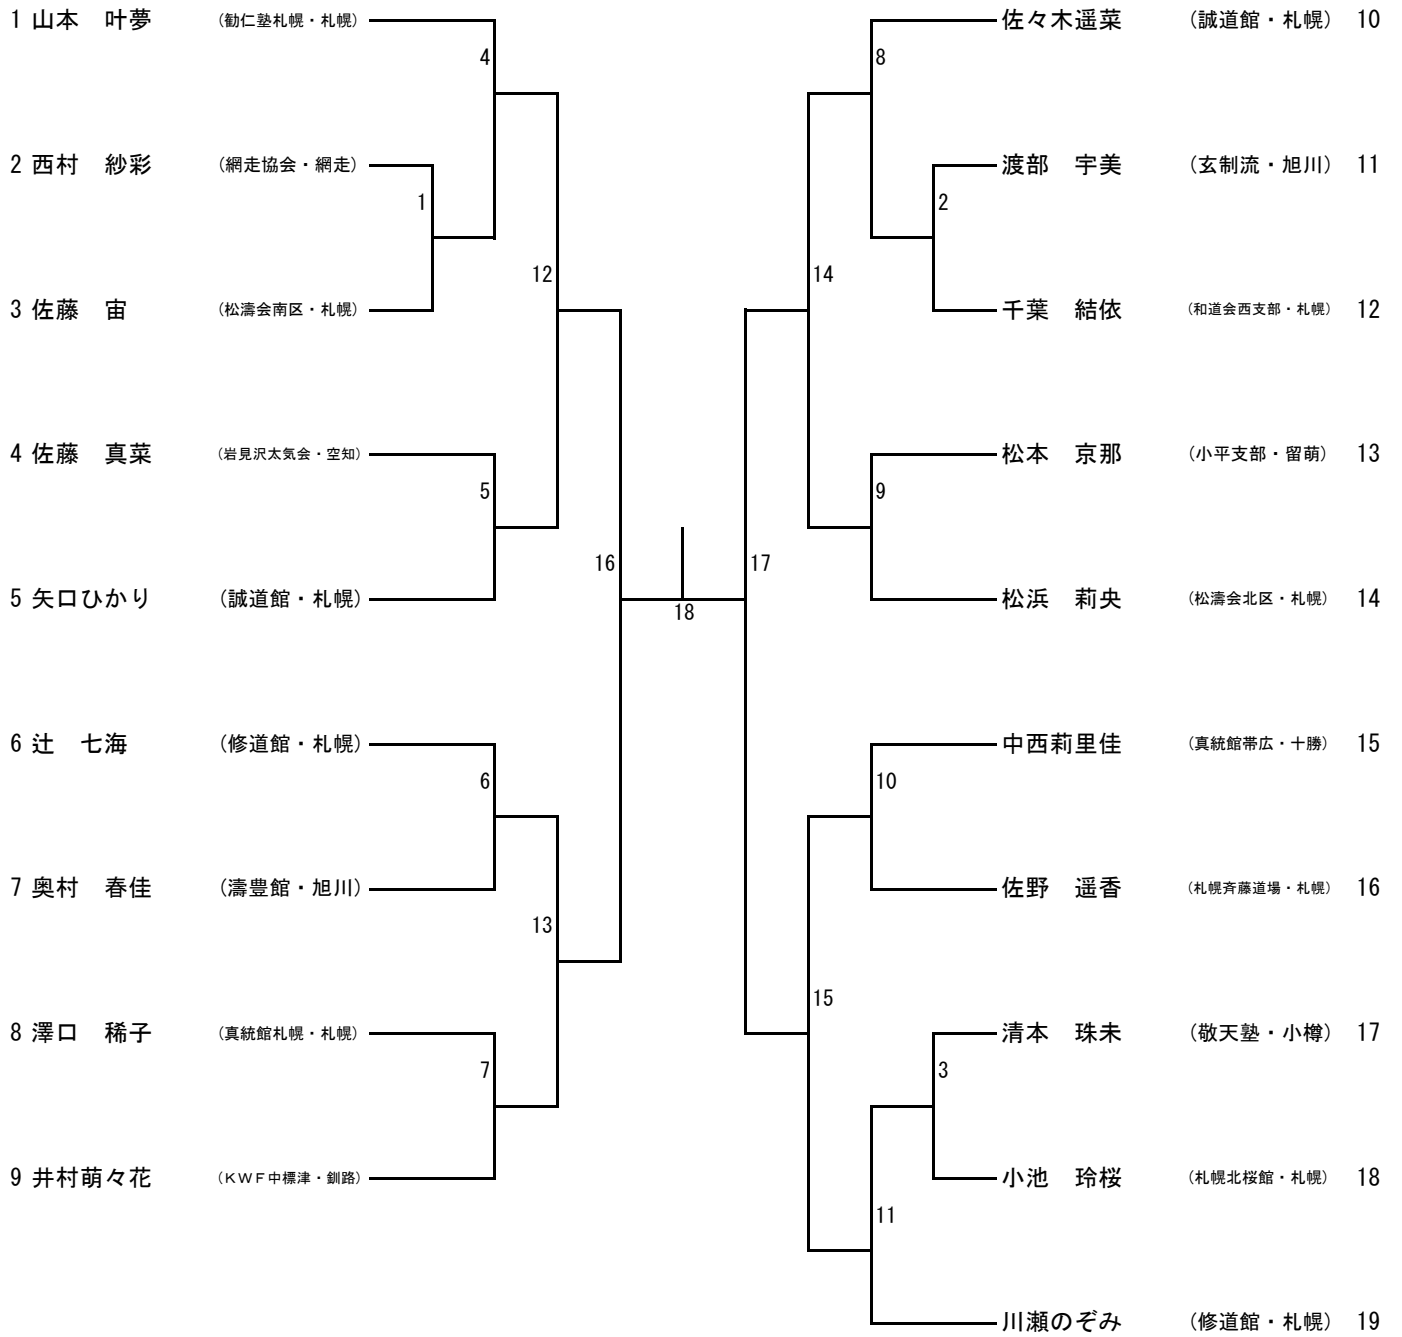 1 山本　叶夢 (勧仁塾札幌・札幌)
2 西村　紗彩 (網走協会・網走)
3 佐藤　宙 (松濤会南区・札幌)
4 佐藤　真菜 (岩見沢太気会・空知)
5 矢口ひかり (誠道館・札幌)
6 辻　七海 (修道館・札幌)
7 奥村　春佳 (濤豊館・旭川)
8 澤口　稀子 (真統館札幌・札幌)
9 井村萌々花 (ＫＷＦ中標津・釧路)
4
1
12
5
16
6
13
7
18
佐々木遥菜 (誠道館・札幌) 10
渡部　宇美 (玄制流・旭川) 11
千葉　結依 (和道会西支部・札幌) 12
松本　京那 (小平支部・留萌) 13
松浜　莉央 (松濤会北区・札幌) 14
中西莉里佳 (真統館帯広・十勝) 15
佐野　遥香 (札幌斉藤道場・札幌) 16
清本　珠未 (敬天塾・小樽) 17
小池　玲桜 (札幌北桜館・札幌) 18
川瀬のぞみ (修道館・札幌) 19
8
2
14
9
17
10
15
3
11